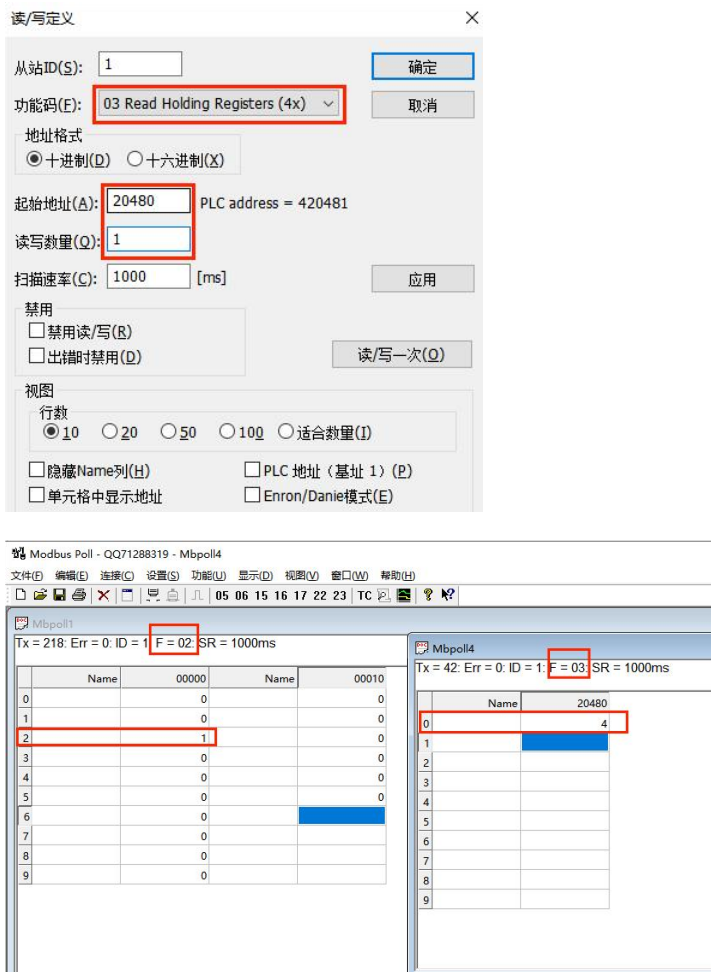 读/写定义
从站ID(S): 1 确定
功能码(F): 03 Read Holding Registers (4x) 取消
地址格式
十进制(D) 十六进制(X)
起始地址(A): 20480 PLC address = 420481
读写数量(Q): 1
扫描速率(C): 1000 [ms] 应用
禁用
禁用读/写(R)
出错时禁用(D) 读/写一次(O)
视图
行数
10 20 50 100 适合数量(I)
隐藏Name列(H) PLC 地址（基址 1）(P)
单元格中显示地址 Enron/Danie模式(E)
Modbus Poll - QQ71288319 - Mbpoll4
文件(F) 编辑(E) 连接(C) 设置(S) 功能(U) 显示(D) 视图(V) 窗口(W) 帮助(H)
05 06 15 16 17 22 23 TC
Mbpoll1
Tx = 218: Err = 0: ID = 1: F = 02: SR = 1000ms
Name 00000 Name 00010
0 0 0
1 0 0
2 1 0
3 0 0
4 0 0
5 0 0
6 0
7 0
8 0
9 0
Mbpoll4
Tx = 42: Err = 0: ID = 1: F = 03: SR = 1000ms
Name 20480
0 4
1
2
3
4
5
6
7
8
9